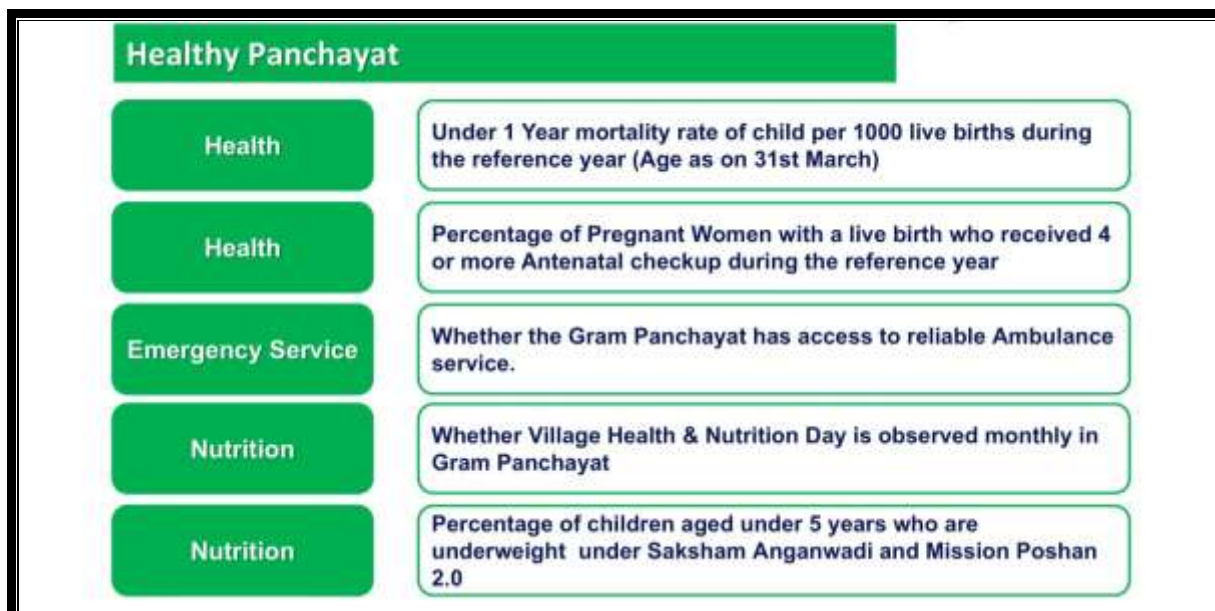 Healthy Panchayat
Health
Under 1 Year mortality rate of child per 1000 live births during
the reference year (Age as on 31st March)
Health
Percentage of Pregnant Women with a live birth who received 4
or more Antenatal checkup during the reference year
Emergency Service
Whether the Gram Panchayat has access to reliable Ambulance
service.
Nutrition
Whether Village Health & Nutrition Day is observed monthly in
Gram Panchayat
Nutrition
Percentage of children aged under 5 years who are
underweight under Saksham Anganwadi and Mission Poshan
2.0